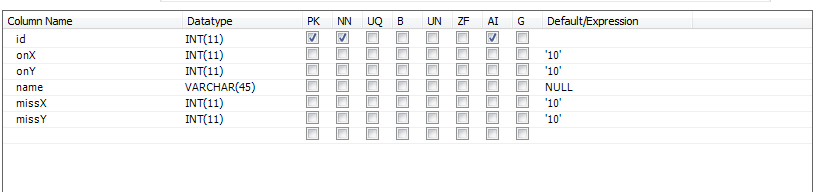 Column Name Datatype PK NN UQ B UN ZF AI G Default/Expression
id INT(11)
onX INT(11) '10'
onY INT(11) '10'
name VARCHAR(45) NULL
missX INT(11) '10'
missY INT(11) '10'